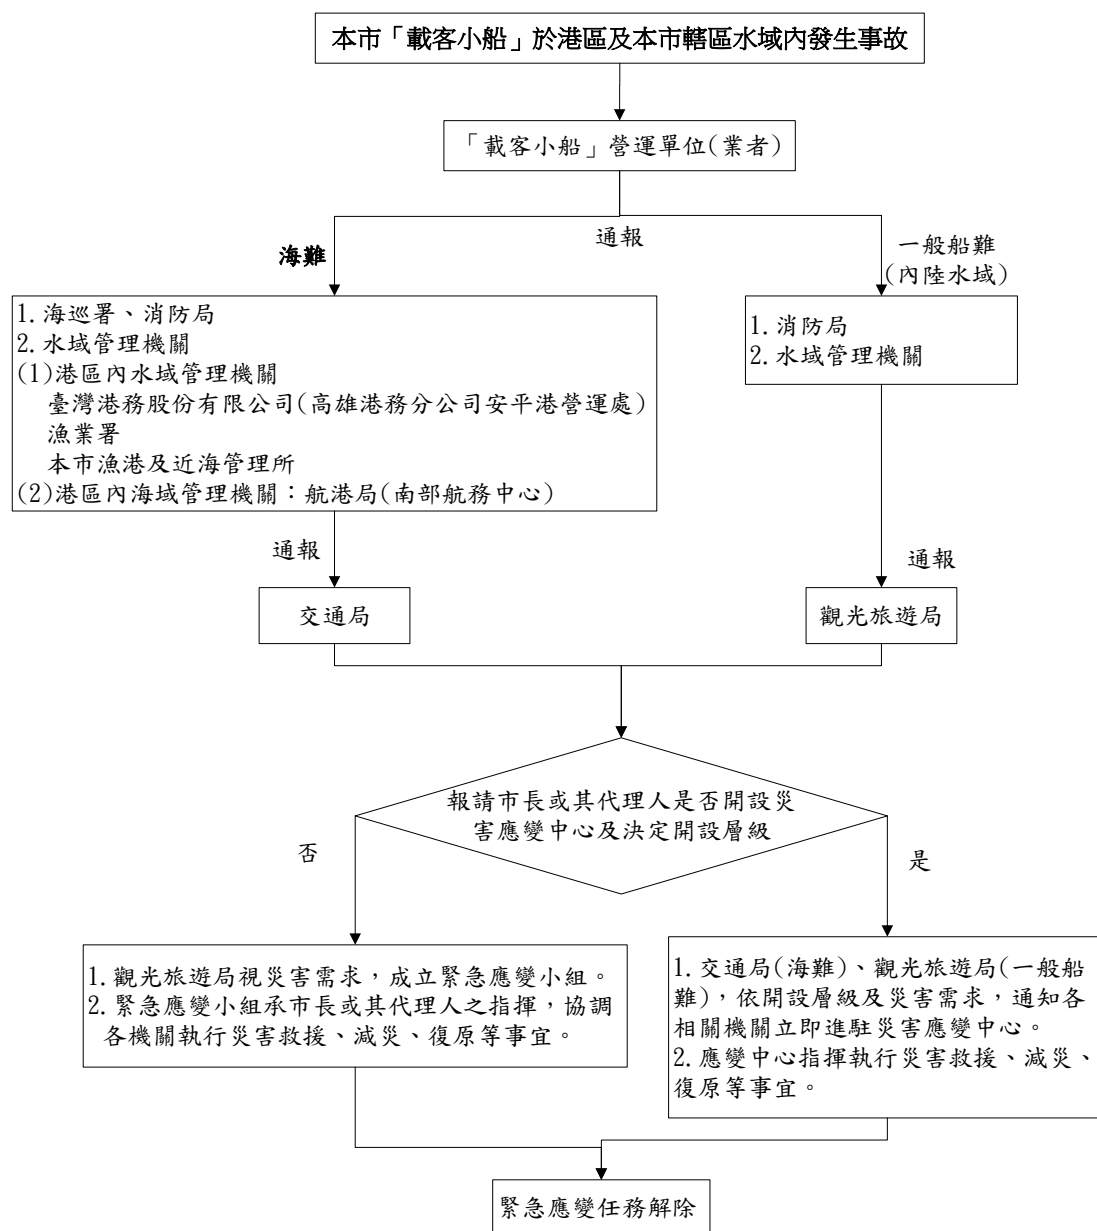 本市「載客小船」於港區及本市轄區水域內發生事故
「載客小船」營運單位(業者)
通報
海難
一般船難
(內陸水域)
1.海巡署、消防局
2.水域管理機關
(1)港區內水域管理機關
臺灣港務股份有限公司(高雄港務分公司安平港營運處)
漁業署
本市漁港及近海管理所
(2)港區內海域管理機關：航港局(南部航務中心)
1.消防局
2.水域管理機關
通報
通報
交通局
觀光旅遊局
報請市長或其代理人是否開設災
害應變中心及決定開設層級
否
是
1.觀光旅遊局視災害需求，成立緊急應變小組。
2.緊急應變小組承市長或其代理人之指揮，協調
各機關執行災害救援、減災、復原等事宜。
1.交通局(海難)、觀光旅遊局(一般船
難)，依開設層級及災害需求，通知各
相關機關立即進駐災害應變中心。
2.應變中心指揮執行災害救援、減災、
復原等事宜。
緊急應變任務解除